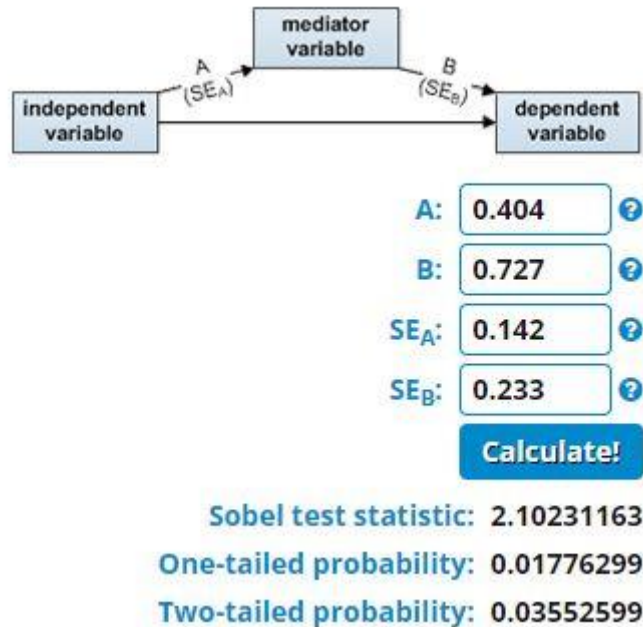 mediator
variable
A
(SEA)
B
(SEB)
independent
variable
dependent
variable
A: 0.404 ?
B: 0.727 ?
SEA: 0.142 ?
SEB: 0.233 ?
Calculate!
Sobel test statistic: 2.10231163
One-tailed probability: 0.01776299
Two-tailed probability: 0.03552599